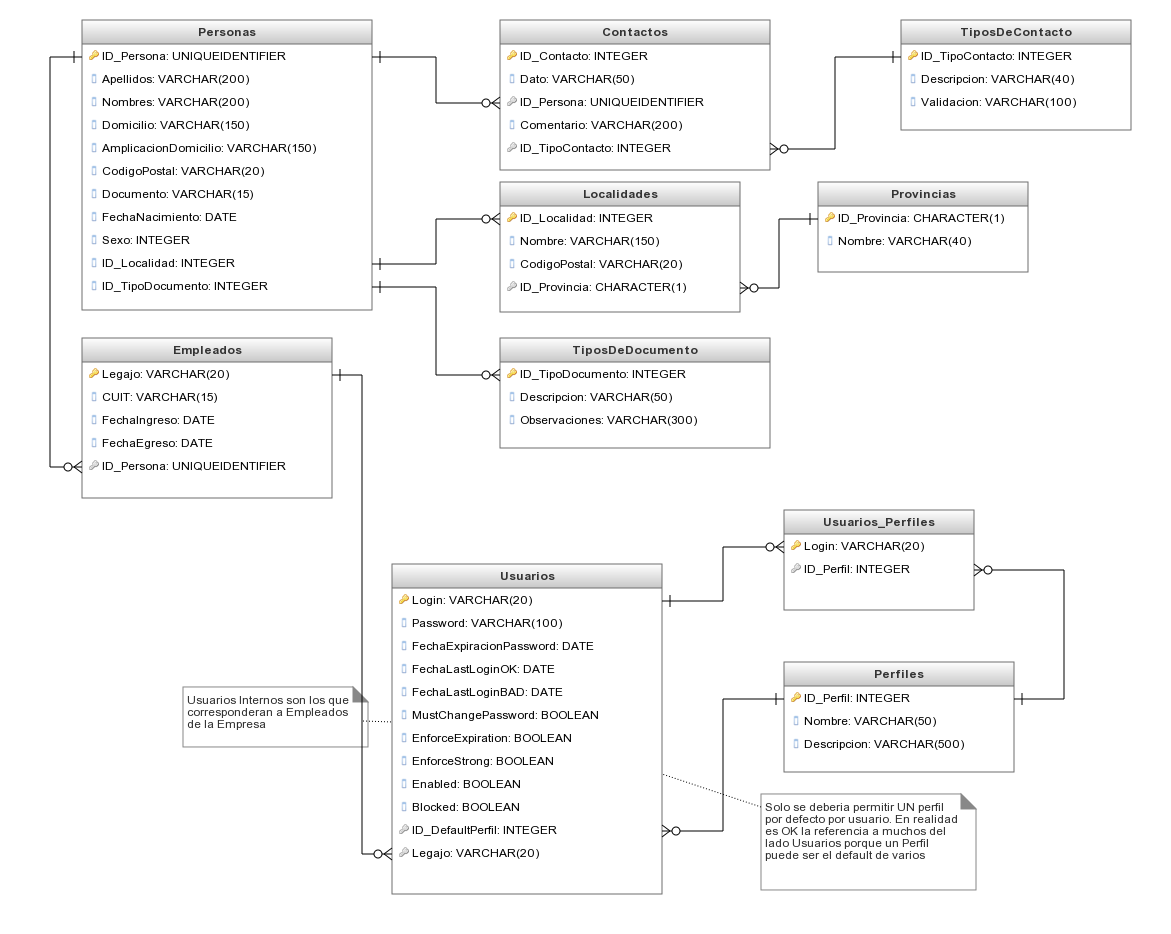 Personas
ID_Persona: UNIQUEIDENTIFIER
Apellidos: VARCHAR(200)
Nombres: VARCHAR(200)
Domicilio: VARCHAR(150)
AmplicacionDomicilio: VARCHAR(150)
CodigoPostal: VARCHAR(20)
Documento: VARCHAR(15)
FechaNacimiento: DATE
Sexo: INTEGER
ID_Localidad: INTEGER
ID_TipoDocumento: INTEGER
Contactos
ID_Contacto: INTEGER
Dato: VARCHAR(50)
ID_Persona: UNIQUEIDENTIFIER
Comentario: VARCHAR(200)
ID_TipoContacto: INTEGER
TiposDeContacto
ID_TipoContacto: INTEGER
Descripcion: VARCHAR(40)
Validacion: VARCHAR(100)
Localidades
ID_Localidad: INTEGER
Nombre: VARCHAR(150)
CodigoPostal: VARCHAR(20)
ID_Provincia: CHARACTER(1)
Provincias
ID_Provincia: CHARACTER(1)
Nombre: VARCHAR(40)
Empleados
Legajo: VARCHAR(20)
CUIT: VARCHAR(15)
FechaIngreso: DATE
FechaEgreso: DATE
ID_Persona: UNIQUEIDENTIFIER
TiposDeDocumento
ID_TipoDocumento: INTEGER
Descripcion: VARCHAR(50)
Observaciones: VARCHAR(300)
Usuarios_Perfiles
Login: VARCHAR(20)
ID_Perfil: INTEGER
Usuarios
Login: VARCHAR(20)
Password: VARCHAR(100)
FechaExpiracionPassword: DATE
FechaLastLoginOK: DATE
FechaLastLoginBAD: DATE
MustChangePassword: BOOLEAN
EnforceExpiration: BOOLEAN
EnforceStrong: BOOLEAN
Enabled: BOOLEAN
Blocked: BOOLEAN
ID_DefaultPerfil: INTEGER
Legajo: VARCHAR(20)
Perfiles
ID_Perfil: INTEGER
Nombre: VARCHAR(50)
Descripcion: VARCHAR(500)
Usuarios Internos son los que
corresponderan a Empleados
de la Empresa
Solo se deberia permitir UN perfil
por defecto por usuario. En realidad
es OK la referencia a muchos del
lado Usuarios porque un Perfil
puede ser el default de varios